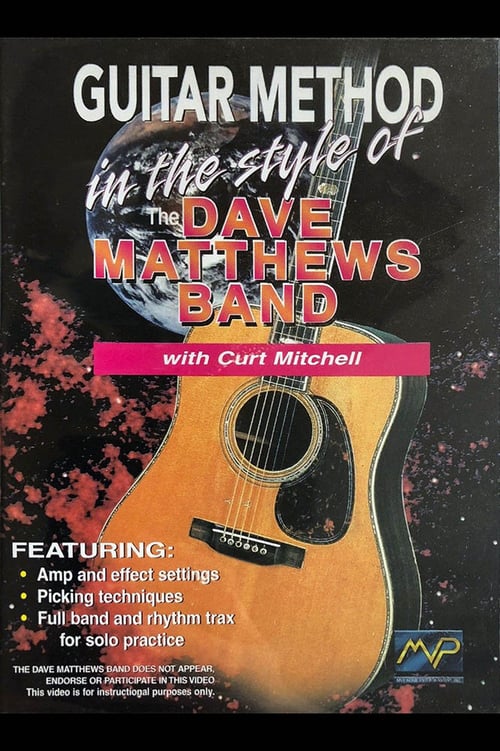 GUITAR METHOD
in the style of
The DAVE
MATTHEWS
BAND
with Curt Mitchell
FEATURING:
• Amp and effect settings
• Picking techniques
• Full band and rhythm trax
for solo practice
THE DAVE MATTHEWS BAND DOES NOT APPEAR,
ENDORSE OR PARTICIPATE IN THIS VIDEO
This video is for instructional purposes only.
MVP